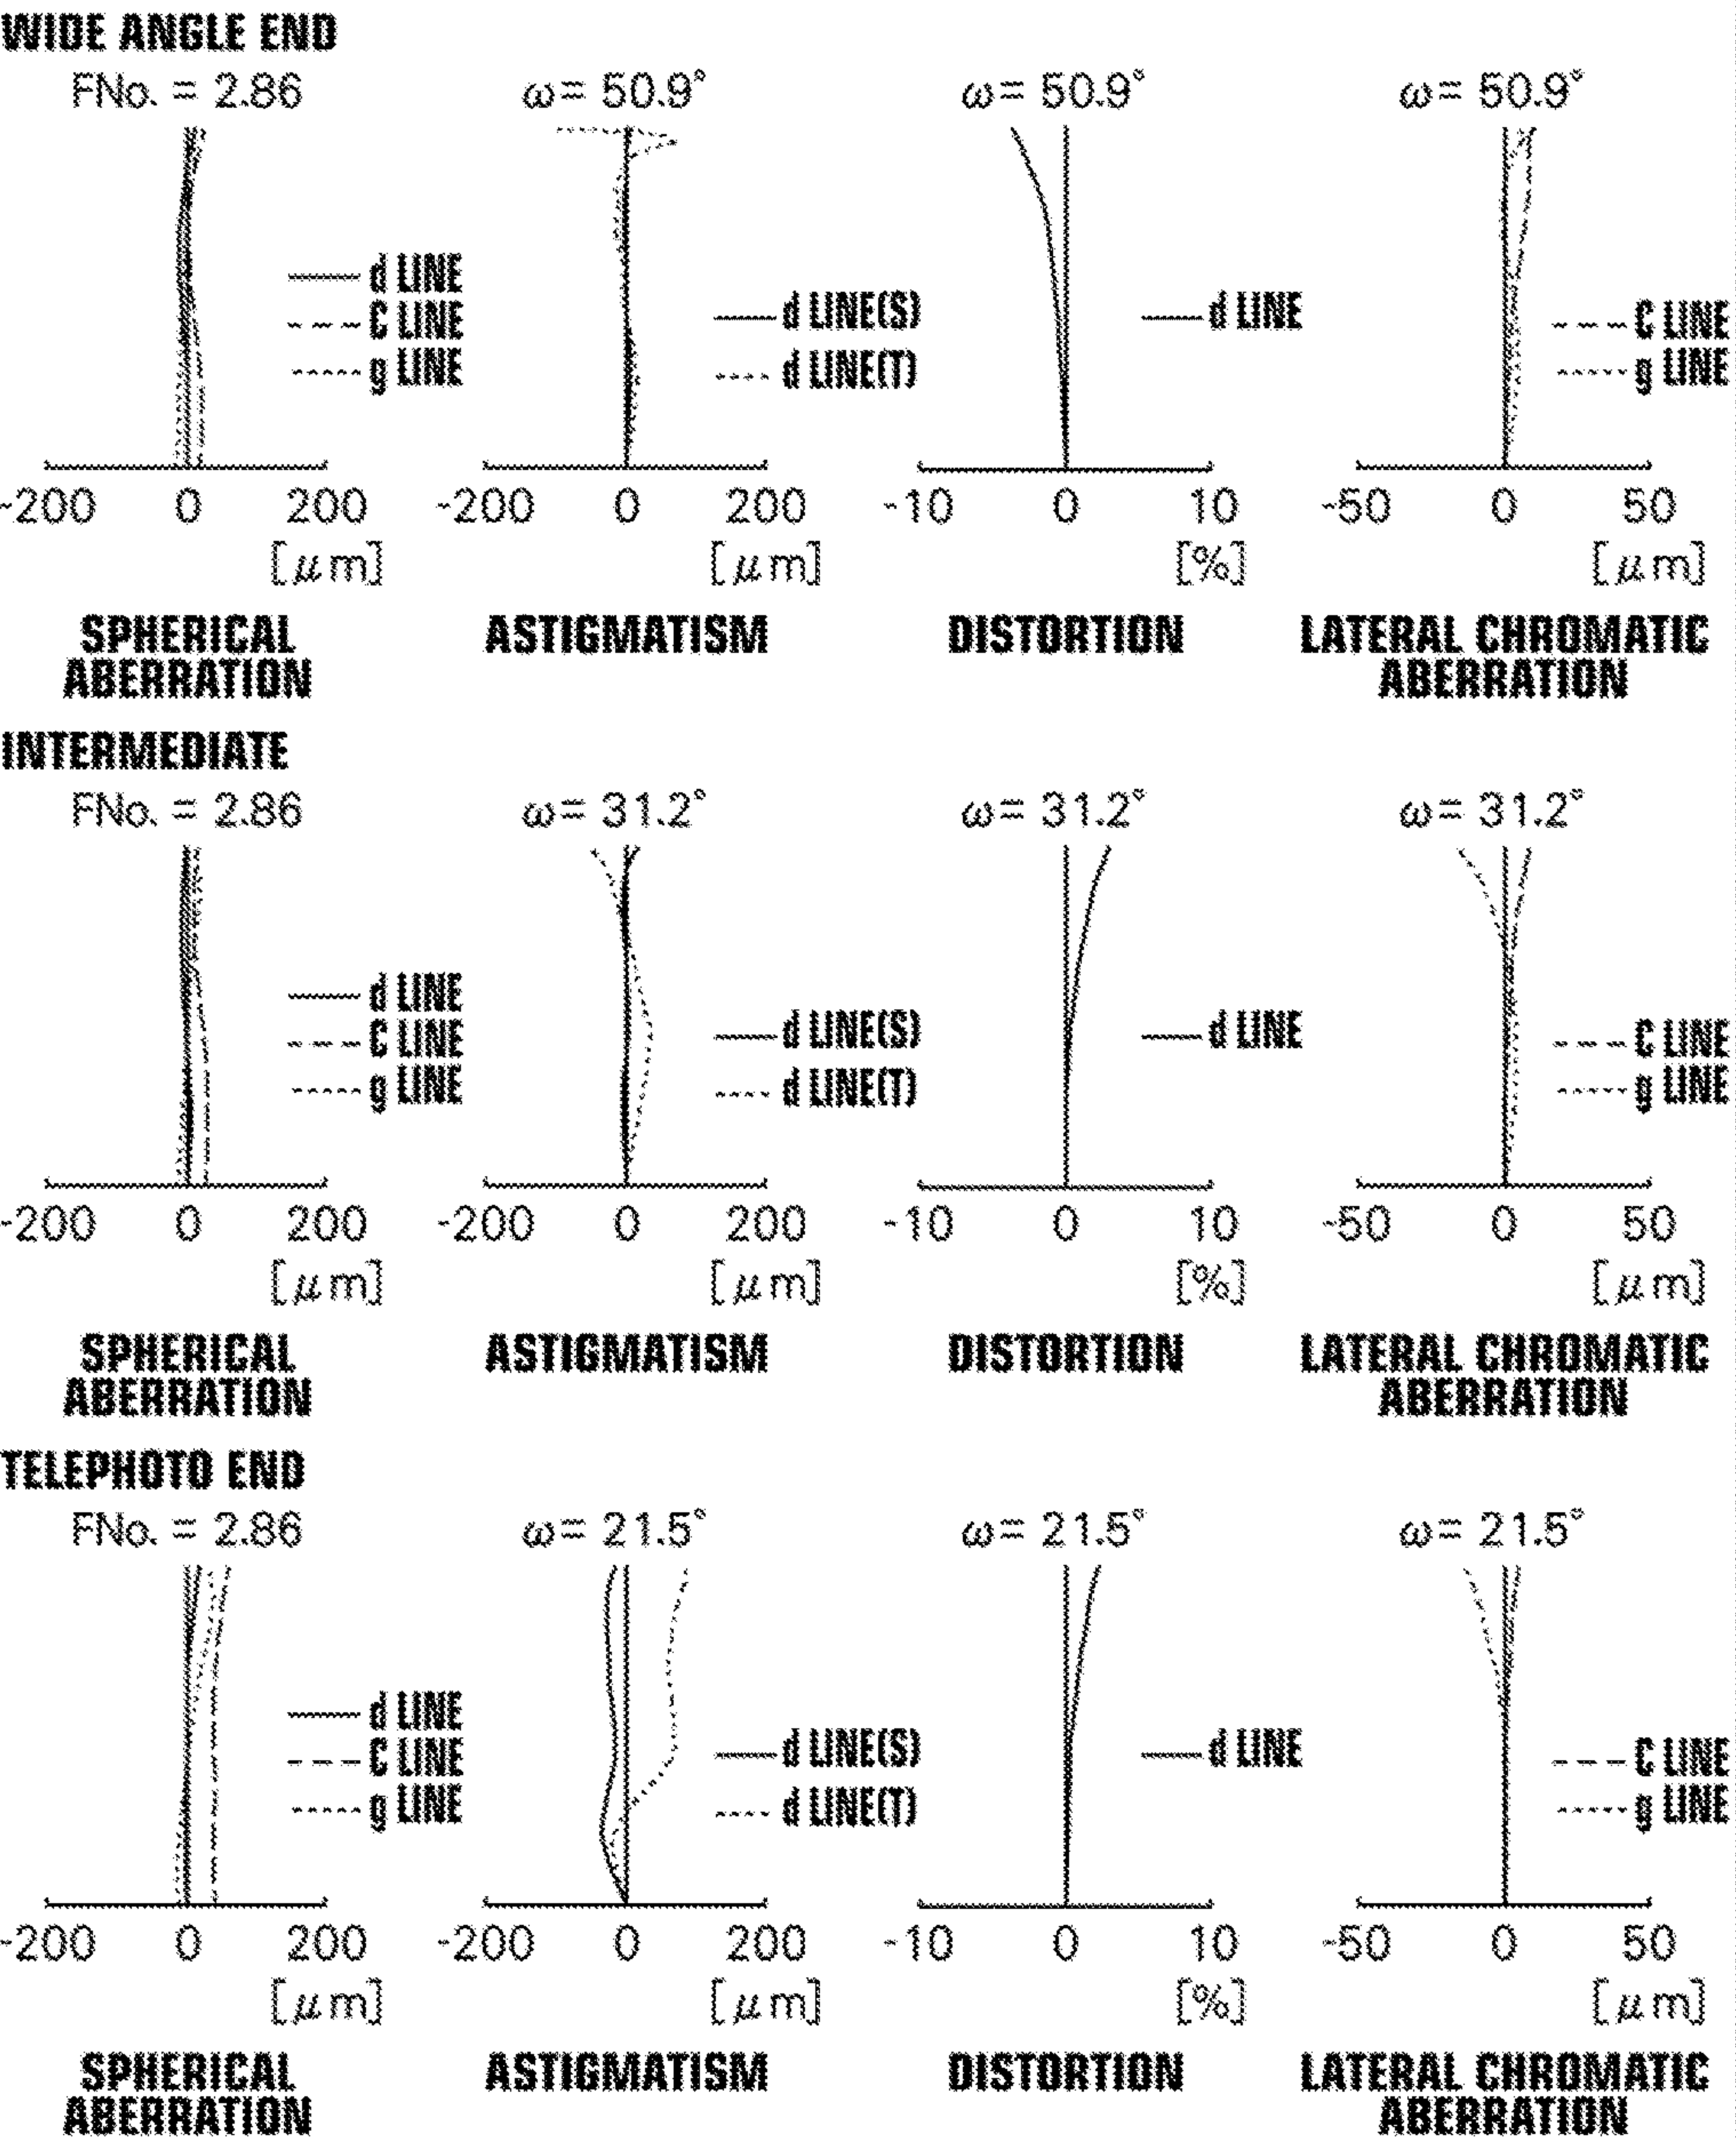 WIDE ANGLE END
FNo. = 2.86
ω= 50.9°
ω= 50.9°
ω= 50.9°
d LINE
C LINE
g LINE
d LINE(S)
d LINE(T)
d LINE
C LINE
g LINE
-200 0 200
-200 0 200
-10 0 10
-50 0 50
[μm]
[μm]
[%]
[μm]
SPHERICAL
ABERRATION
ASTIGMATISM
DISTORTION
LATERAL CHROMATIC
ABERRATION
INTERMEDIATE
FNo. = 2.86
ω= 31.2°
ω= 31.2°
ω= 31.2°
d LINE
C LINE
g LINE
d LINE(S)
d LINE(T)
d LINE
C LINE
g LINE
-200 0 200
-200 0 200
-10 0 10
-50 0 50
[μm]
[μm]
[%]
[μm]
SPHERICAL
ABERRATION
ASTIGMATISM
DISTORTION
LATERAL CHROMATIC
ABERRATION
TELEPHOTO END
FNo. = 2.86
ω= 21.5°
ω= 21.5°
ω= 21.5°
d LINE
C LINE
g LINE
d LINE(S)
d LINE(T)
d LINE
C LINE
g LINE
-200 0 200
-200 0 200
-10 0 10
-50 0 50
[μm]
[μm]
[%]
[μm]
SPHERICAL
ABERRATION
ASTIGMATISM
DISTORTION
LATERAL CHROMATIC
ABERRATION